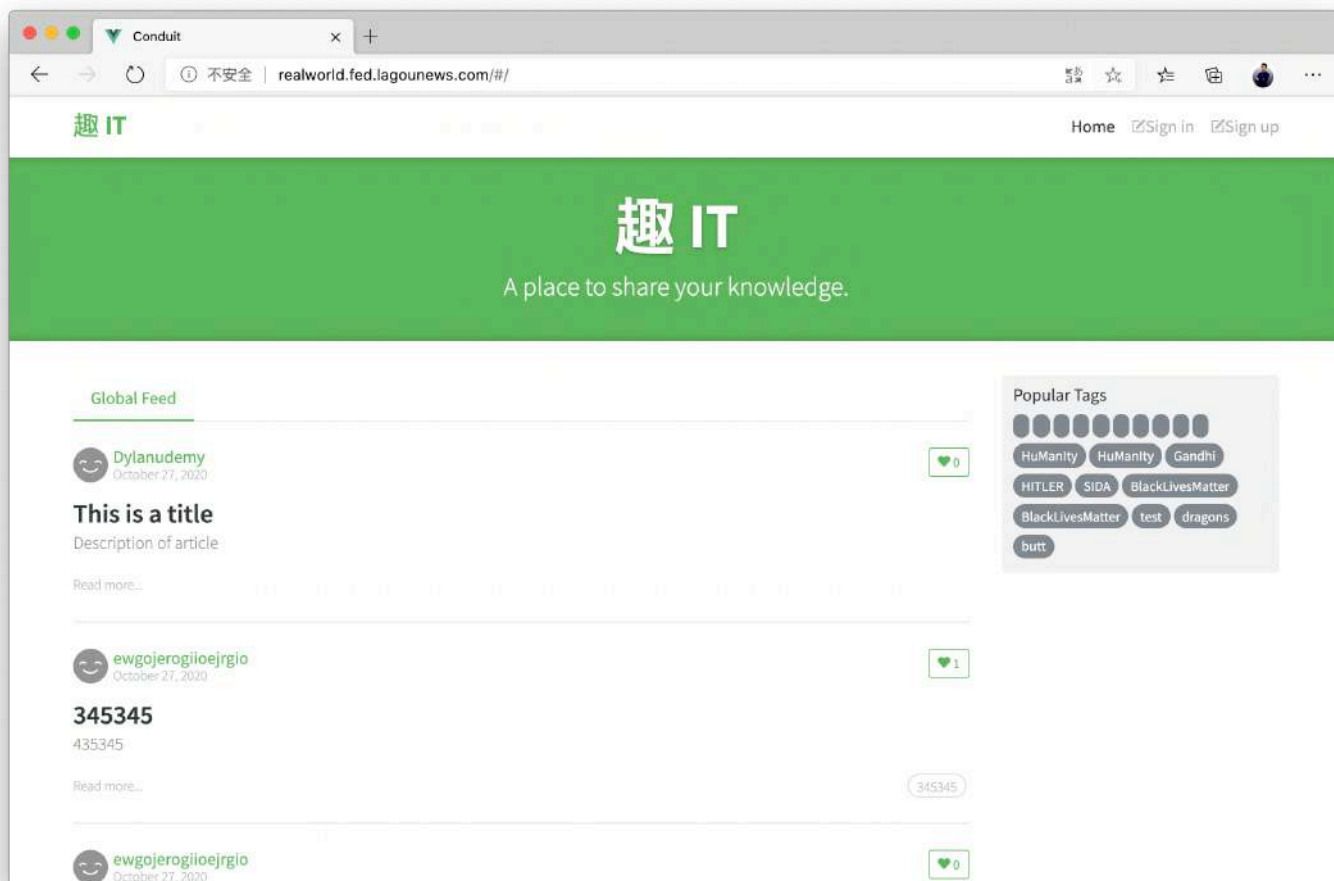 Conduit
不安全 realworld.fed.lagounews.com/#/
趣 IT
Home Sign in Sign up
趣 IT
A place to share your knowledge.
Global Feed
Dylanudemy
October 27, 2020
0
This is a title
Description of article
Read more...
ewgojerogiioejrgio
October 27, 2020
1
345345
435345
Read more...
345345
ewgojerogiioejrgio
October 27, 2020
0
Popular Tags
HuManIty HuManIty Gandhi
HITLER SIDA BlackLivesMatter
BlackLivesMatter test dragons
butt